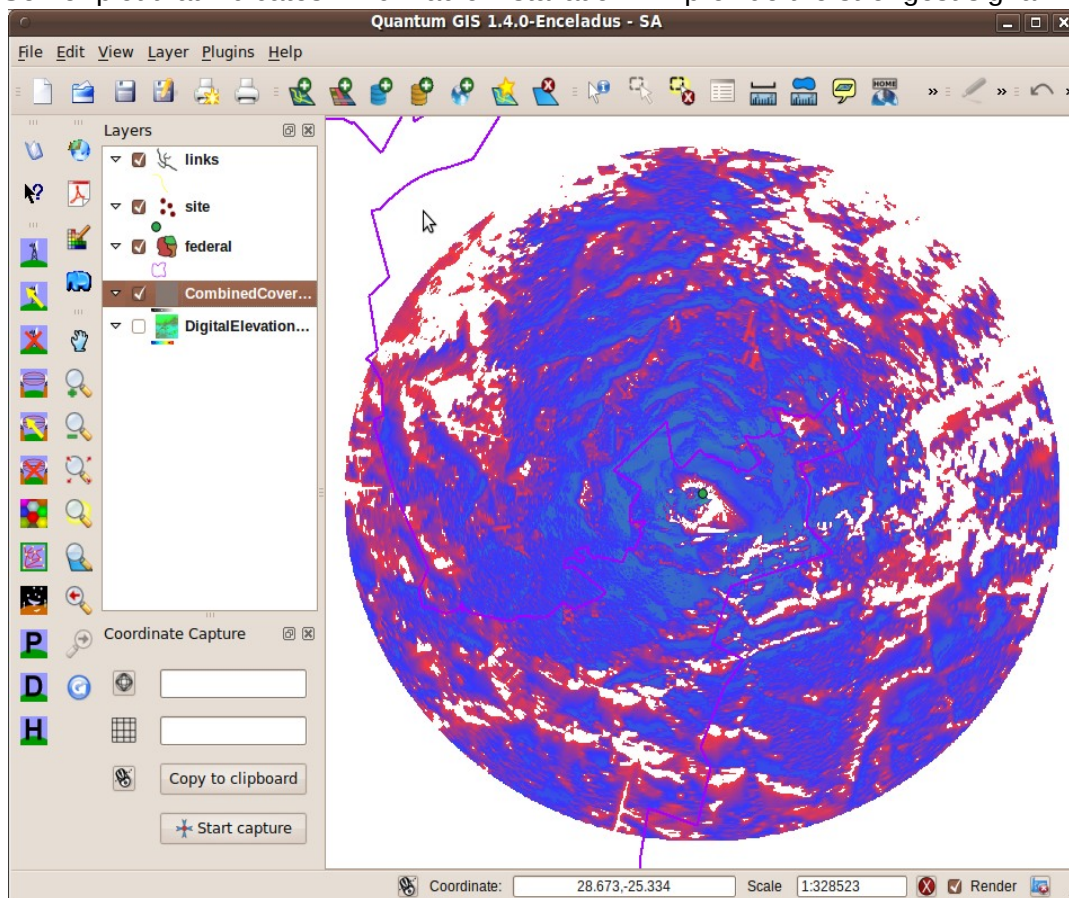 Quantum GIS 1.4.0-Enceladus - SA
File Edit View Layer Plugins Help
HOME
»
»
Layers
links
site
federal
CombinedCover...
DigitalElevation...
P
D
H
Coordinate Capture
Copy to clipboard
Start capture
Coordinate:
28.673,-25.334
Scale
1:328523
Render